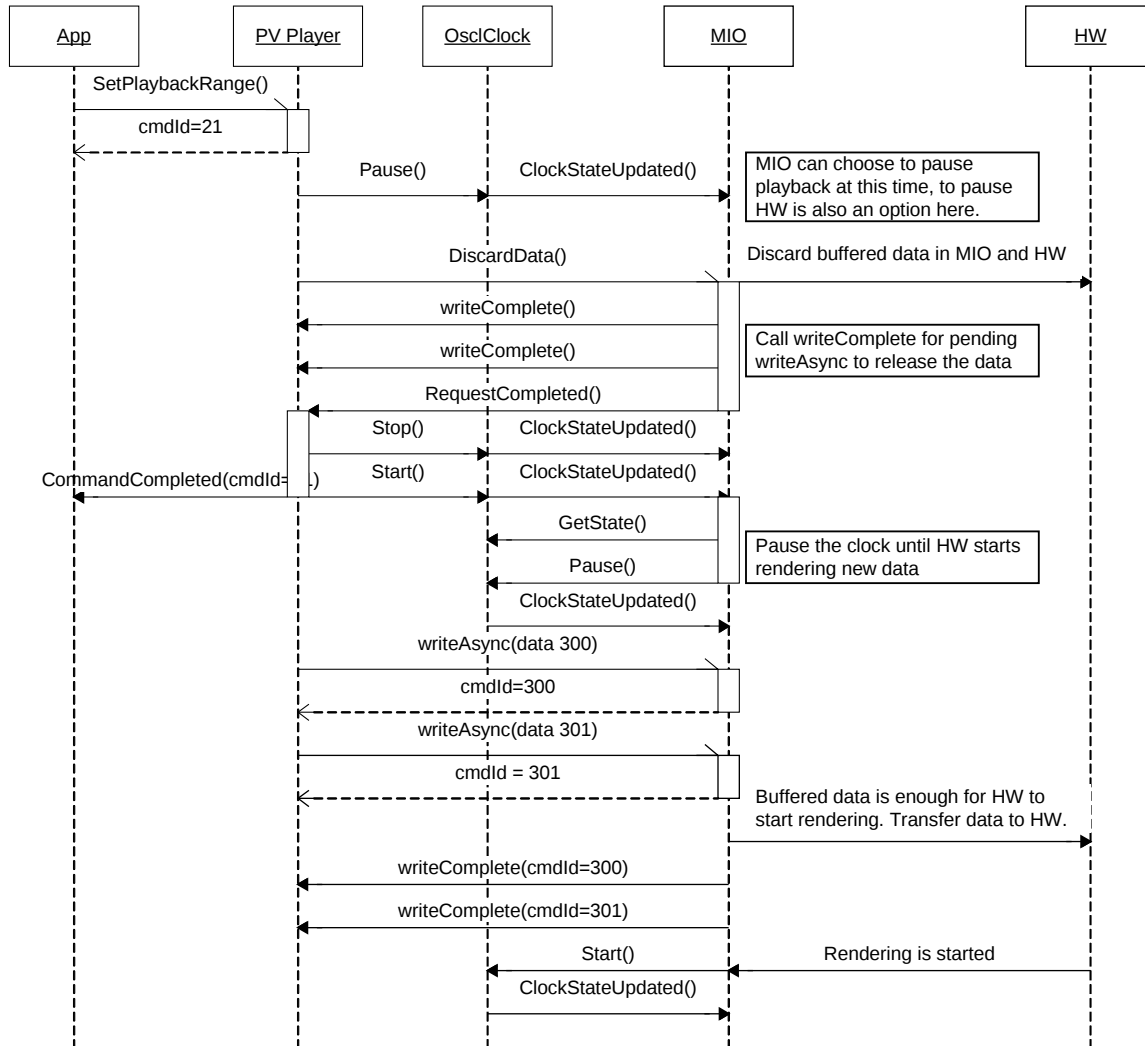 App
PV Player
OsclClock
MIO
HW
SetPlaybackRange()
cmdId=21
Pause()
ClockStateUpdated()
MIO can choose to pause
playback at this time, to pause
HW is also an option here.
DiscardData()
Discard buffered data in MIO and HW
writeComplete()
Call writeComplete for pending
writeAsync to release the data
writeComplete()
RequestCompleted()
Stop()
ClockStateUpdated()
CommandCompleted(cmdId= 1)
Start()
ClockStateUpdated()
GetState()
Pause the clock until HW starts
rendering new data
Pause()
ClockStateUpdated()
writeAsync(data 300)
cmdId=300
writeAsync(data 301)
cmdId = 301
Buffered data is enough for HW to
start rendering. Transfer data to HW.
writeComplete(cmdId=300)
writeComplete(cmdId=301)
Start()
Rendering is started
ClockStateUpdated()